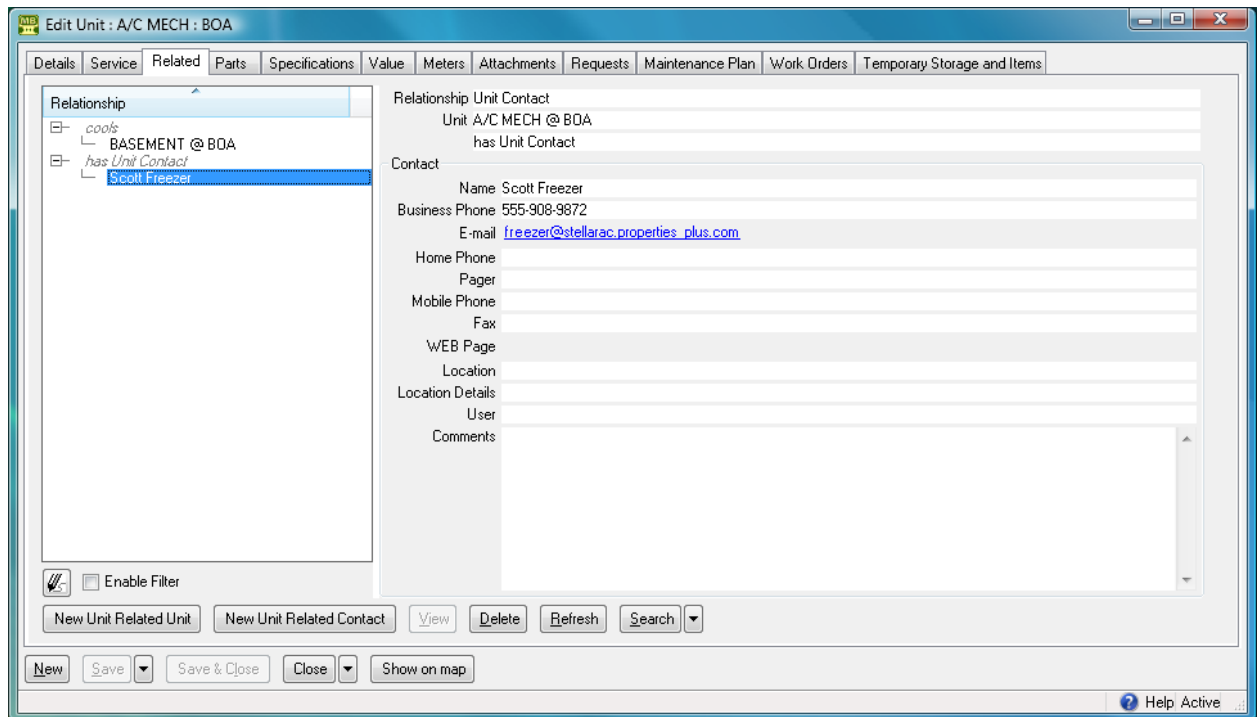 MB
Edit Unit : A/C MECH : BOA
Details Service Related Parts Specifications Value Meters Attachments Requests Maintenance Plan Work Orders Temporary Storage and Items
Relationship
cools
BASEMENT @ BOA
has Unit Contact
Scott Freezer
Enable Filter
Relationship Unit Contact
Unit A/C MECH @ BOA
has Unit Contact
Contact
Name Scott Freezer
Business Phone 555-908-9872
E-mail freezer@stellarac.properties_plus.com
Home Phone
Pager
Mobile Phone
Fax
WEB Page
Location
Location Details
User
Comments
New Unit Related Unit New Unit Related Contact View Delete Refresh Search
New Save Save & Close Close Show on map
Help Active